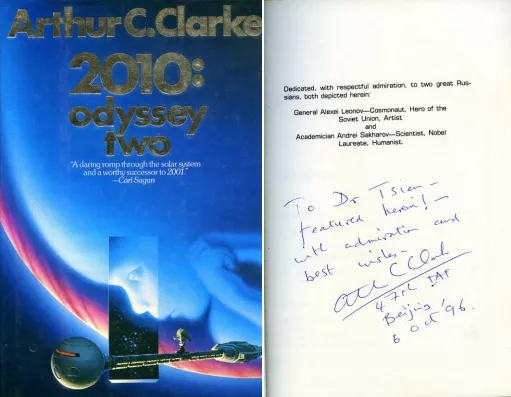 Arthur C. Clarke
2010:
odyssey
two
"A daring romp through the solar system
and a worthy successor to 2001."
—Carl Sagan
Dedicated, with respectful admiration, to two great Rus-
sians, both depicted herein:
General Alexei Leonov—Cosmonaut, Hero of the
Soviet Union, Artist
and
Academician Andrei Sakharov—Scientist, Nobel
Laureate, Humanist.
To Dr Tsien —
featured herein! —
with admiration and
best wishes —
Arthur C Clarke
47th IAF
Beijing '96.
6 Oct